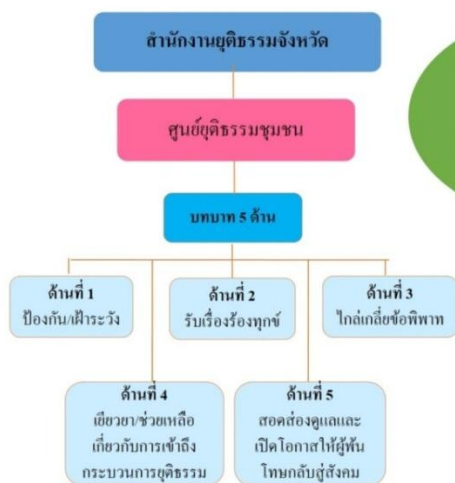 สำนักงานยุติธรรมจังหวัด
ศูนย์ยุติธรรมชุมชน
บทบาท 5 ด้าน
ด้านที่ 1
ป้องกัน/เฝ้าระวัง
ด้านที่ 2
รับเรื่องร้องทุกข์
ด้านที่ 3
ไกล่เกลี่ยข้อพิพาท
ด้านที่ 4
เยียวยา/ช่วยเหลือ
เกี่ยวกับการเข้าถึง
กระบวนการยุติธรรม
ด้านที่ 5
สอดส่องดูแลและ
เปิดโอกาสให้ผู้พ้น
โทษกลับสู่สังคม